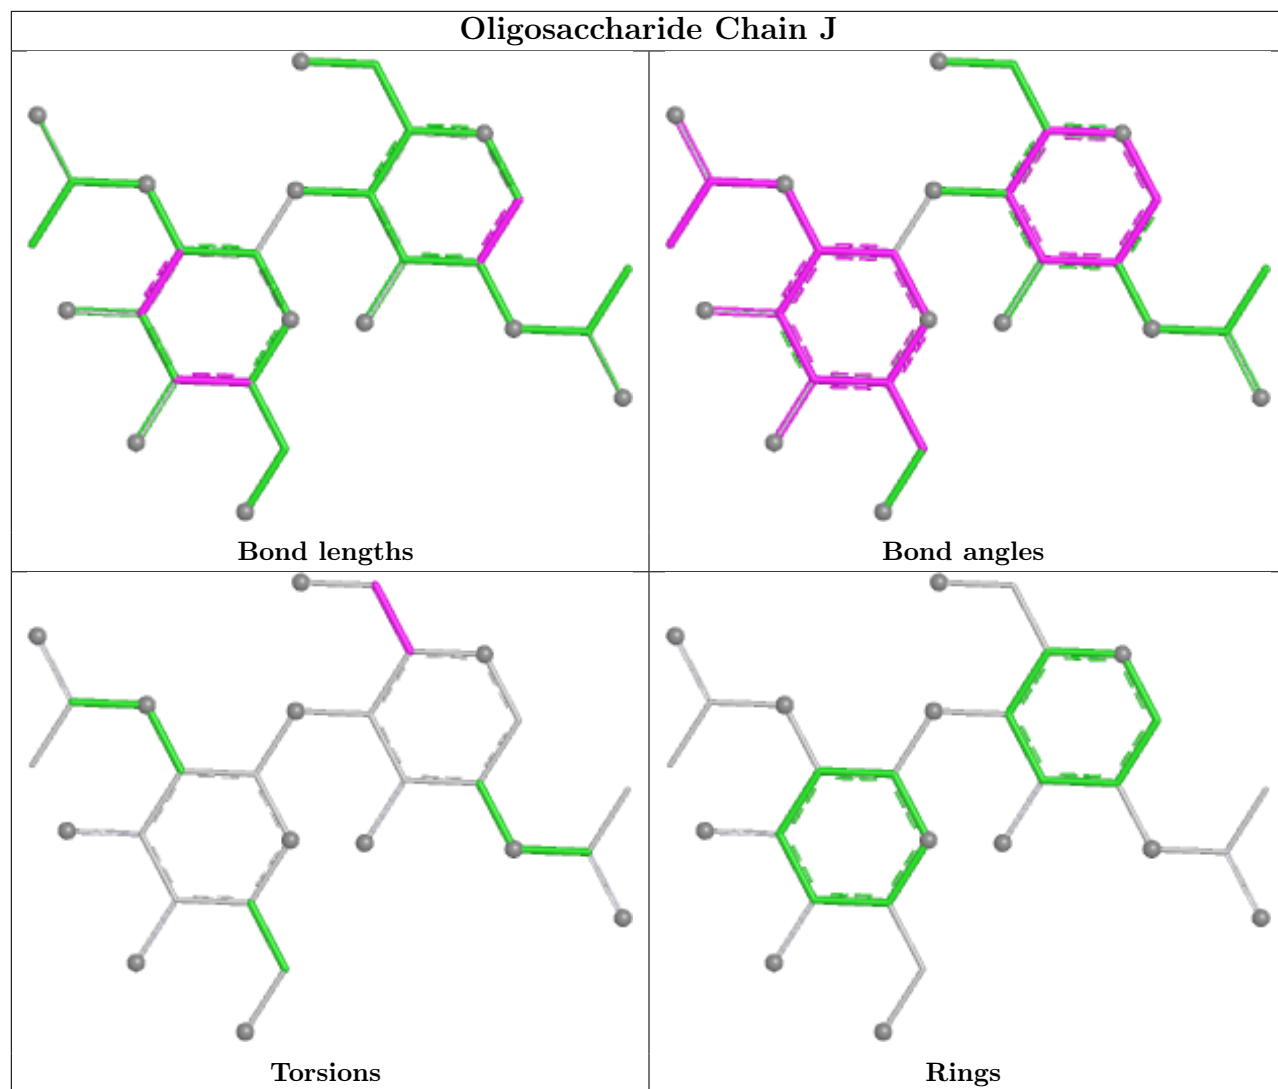 Oligosaccharide Chain J
Bond lengths
Bond angles
Torsions
Rings